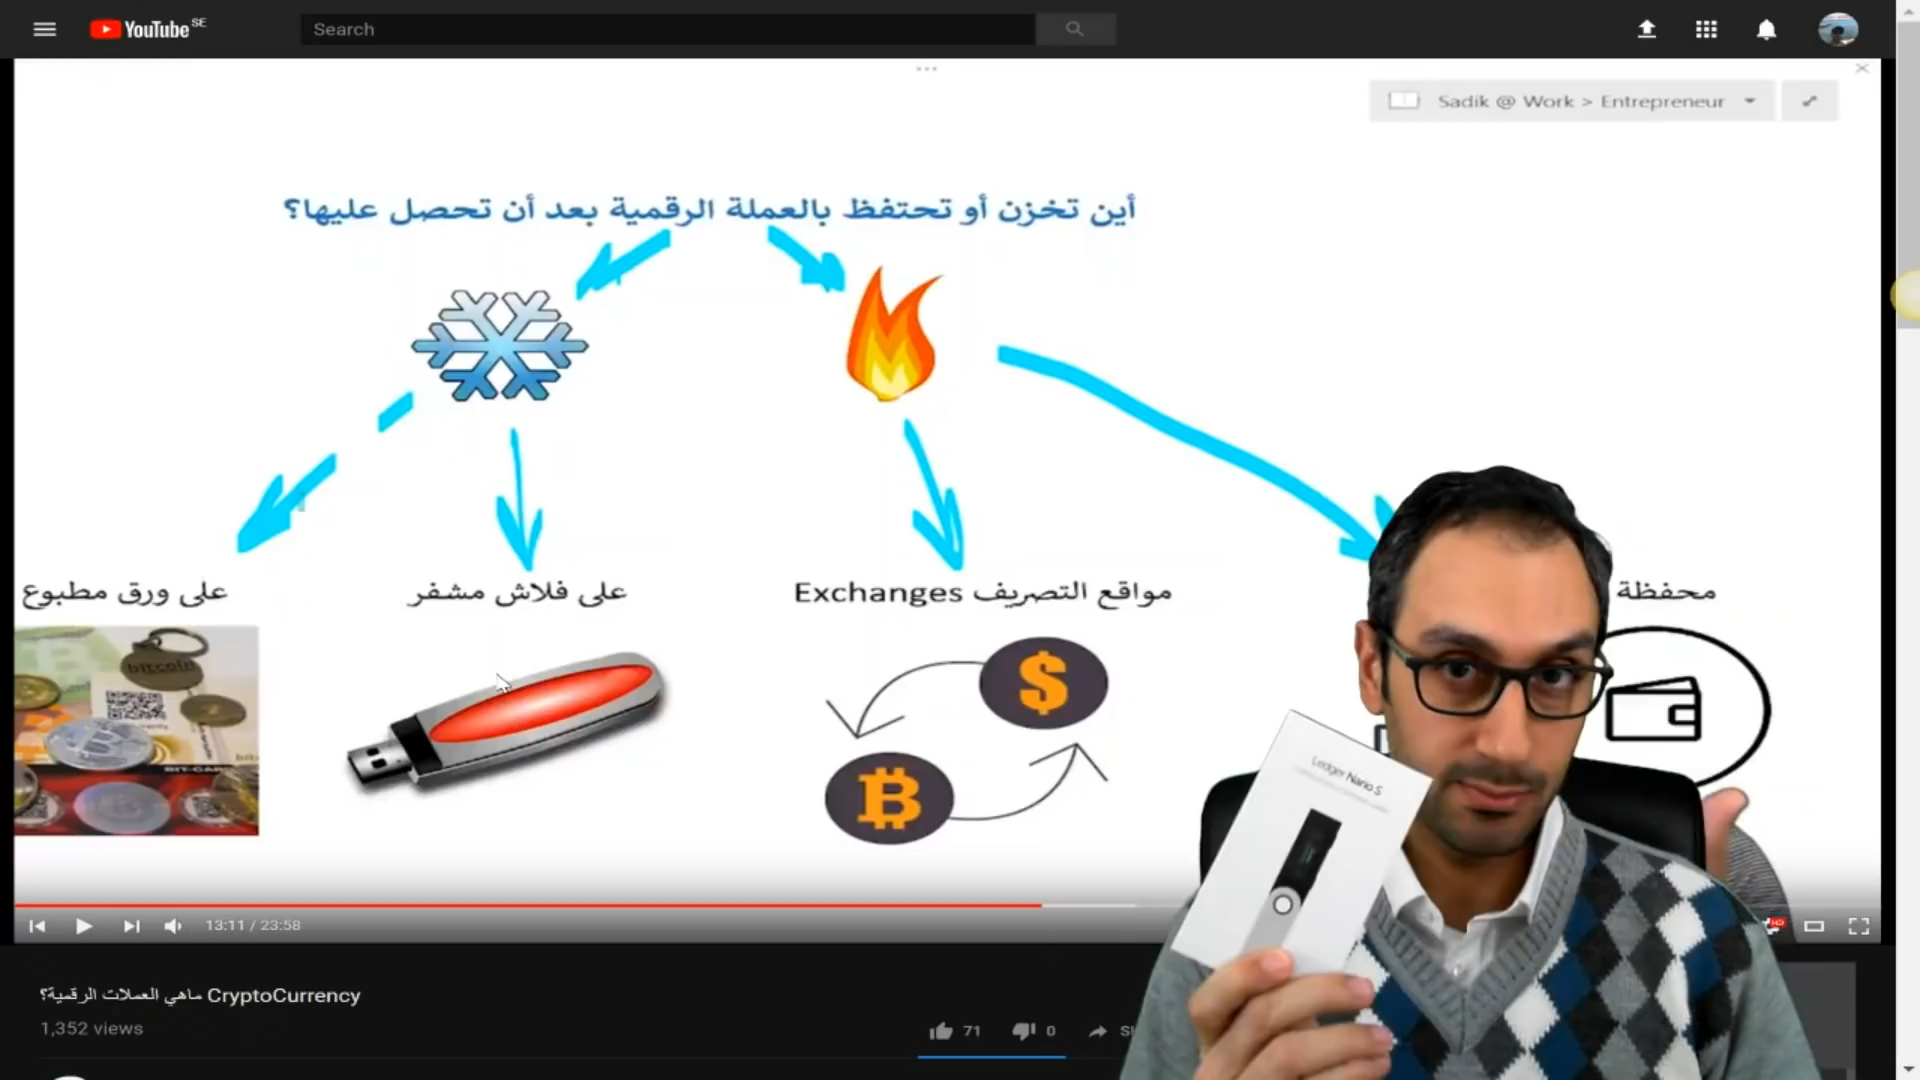 YouTube SE
Search
Sadik @ Work > Entrepreneur
أين تخزن أو تحتفظ بالعملة الرقمية بعد أن تحصل عليها؟
على ورق مطبوع
على فلاش مشفر
مواقع التصريف Exchanges
محفظة
bitcoin
Ledger Nano S
13:11 / 23:58
HD
ماهي العملات الرقمية؟ CryptoCurrency
1,352 views
71
0